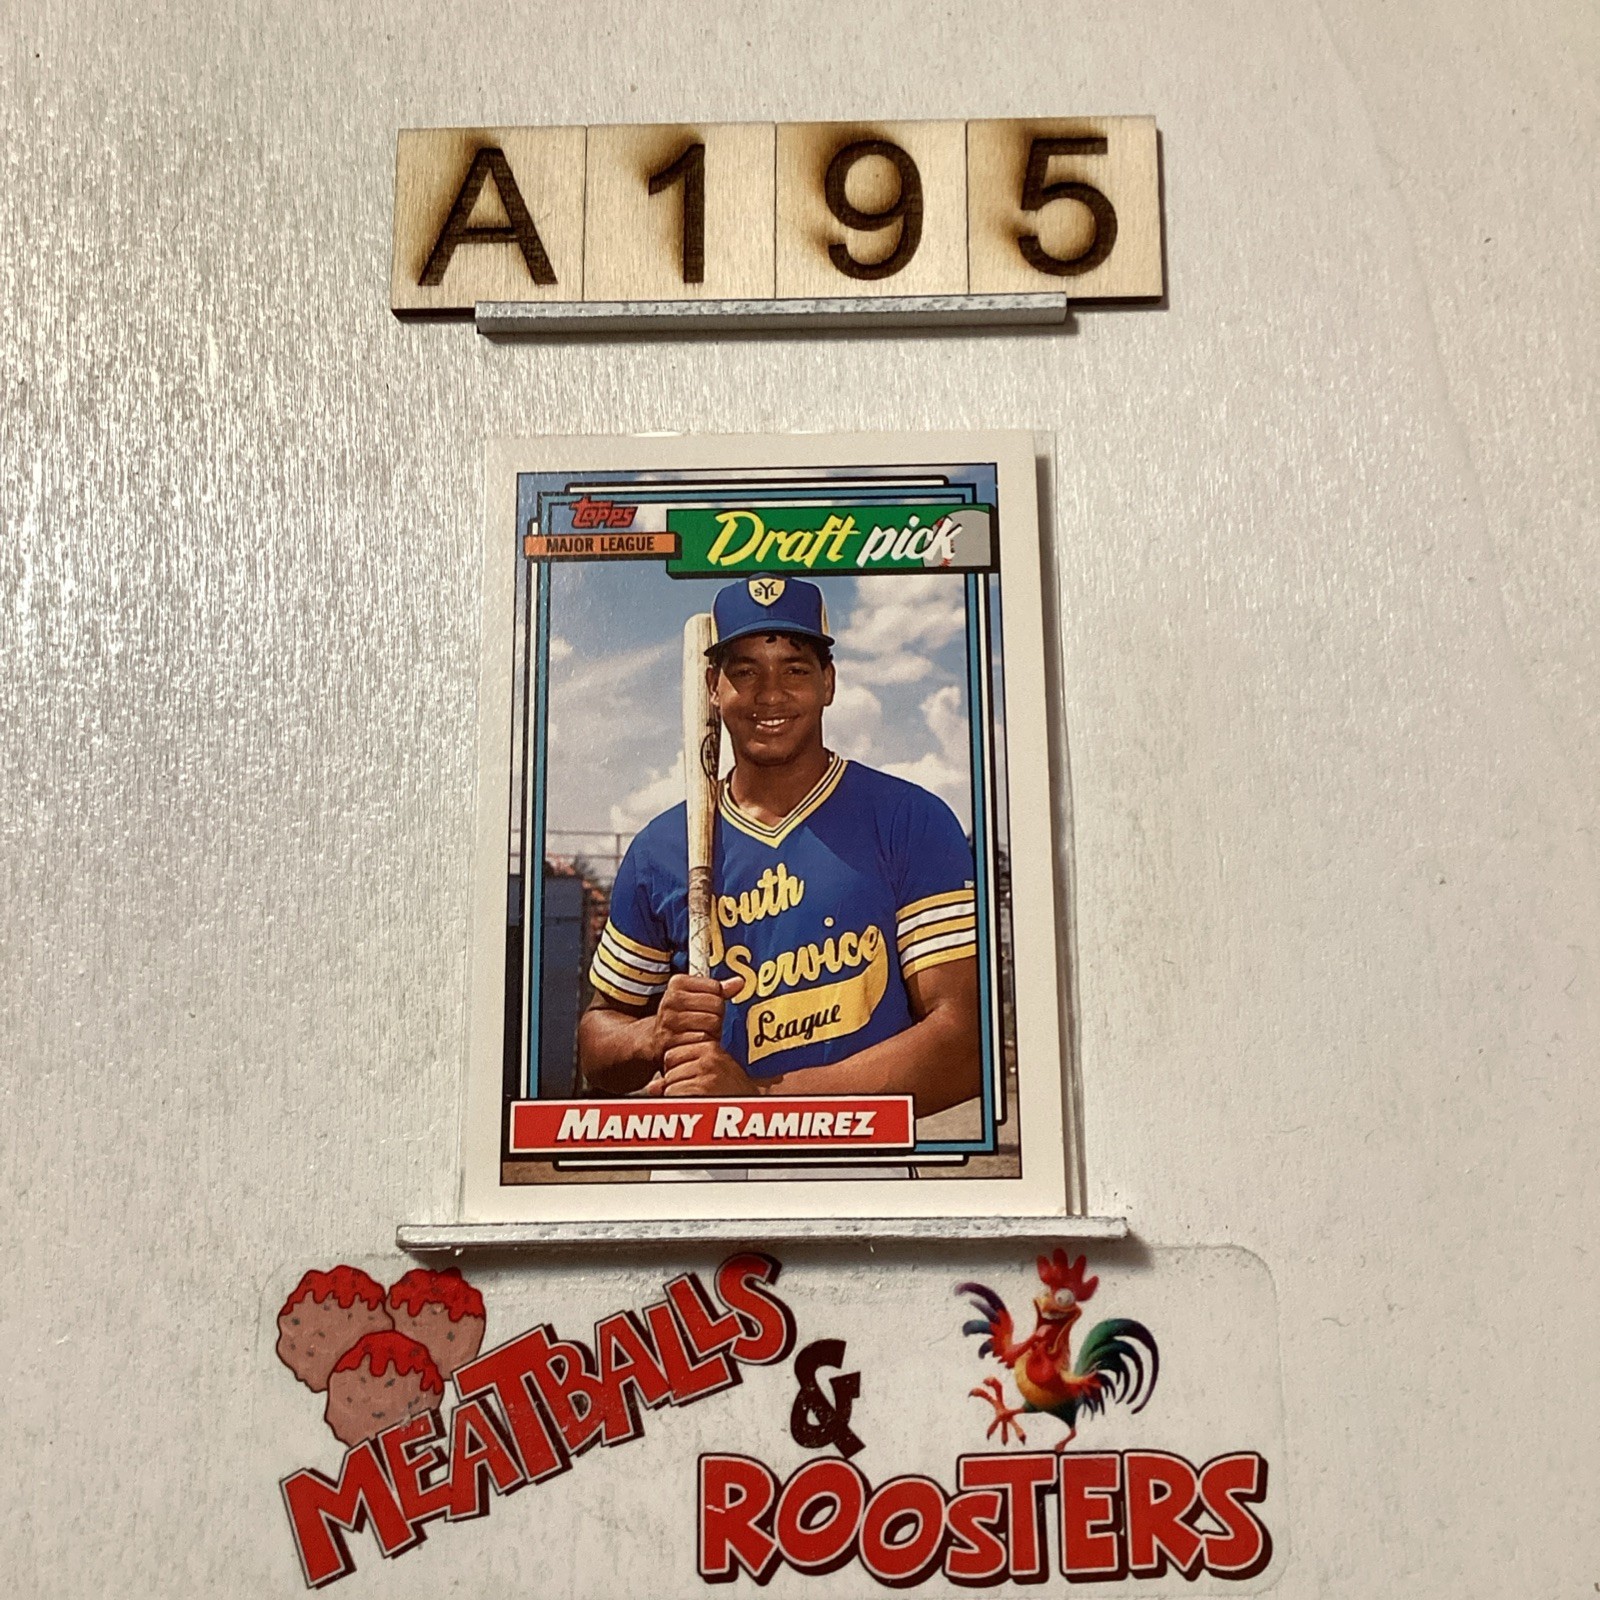 A195
Topps
MAJOR LEAGUE
Draft pick
SYL
Youth
Service
League
MANNY RAMIREZ
MEATBALLS
&
ROOSTERS